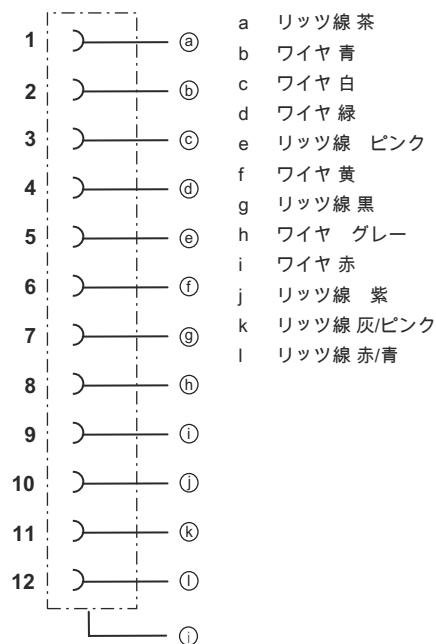 1 ⓐ
2 ⓑ
3 ⓒ
4 ⓓ
5 ⓔ
6 ⓕ
7 ⓖ
8 ⓗ
9 ⓘ
10 ⓙ
11 ⓚ
12 ⓛ
ⓘ
a リッツ線 茶
b ワイヤ 青
c ワイヤ 白
d ワイヤ 緑
e リッツ線　ピンク
f ワイヤ 黄
g リッツ線 黒
h ワイヤ　グレー
i ワイヤ 赤
j リッツ線　紫
k リッツ線 灰/ピンク
l リッツ線 赤/青